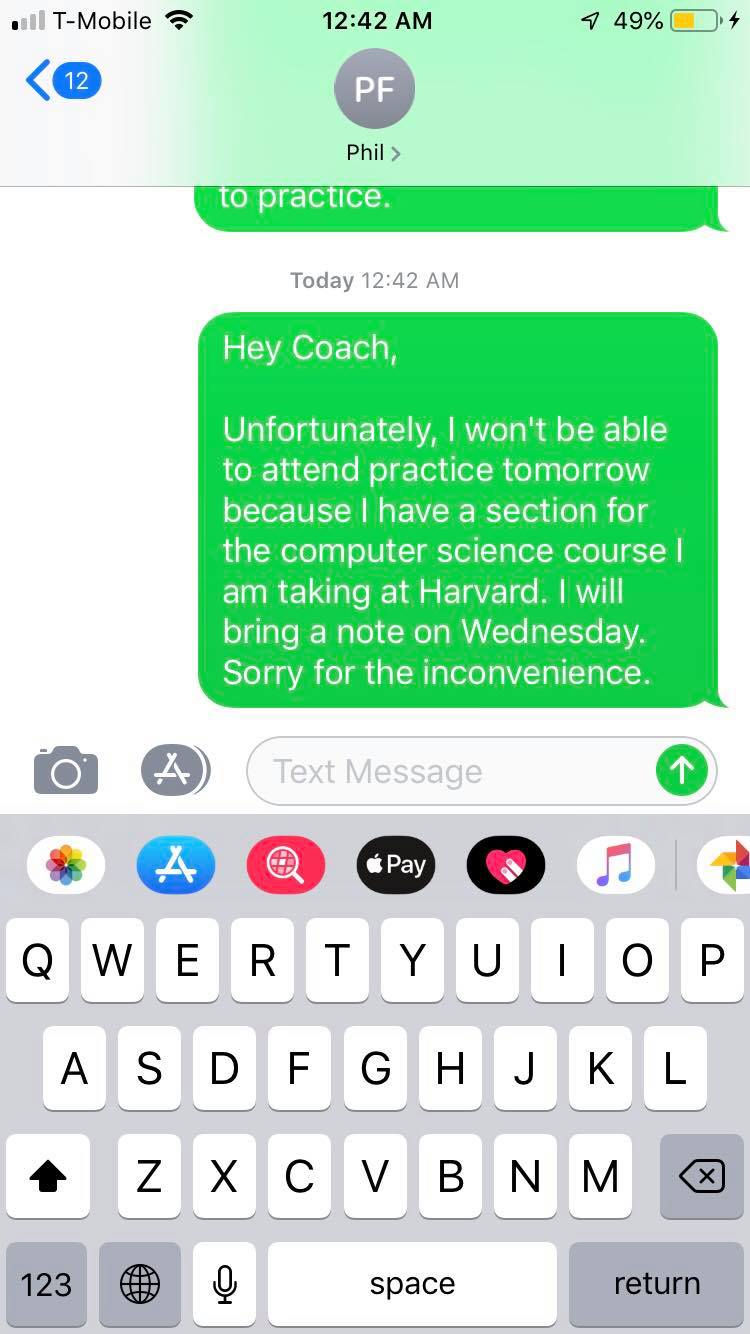 T-Mobile 12:42 AM 49%
12
PF
Phil
to practice.
Today 12:42 AM
Hey Coach,
Unfortunately, I won't be able
to attend practice tomorrow
because I have a section for
the computer science course I
am taking at Harvard. I will
bring a note on Wednesday.
Sorry for the inconvenience.
Text Message
Pay
Q W E R T Y U I O P
A S D F G H J K L
Z X C V B N M
123 space return